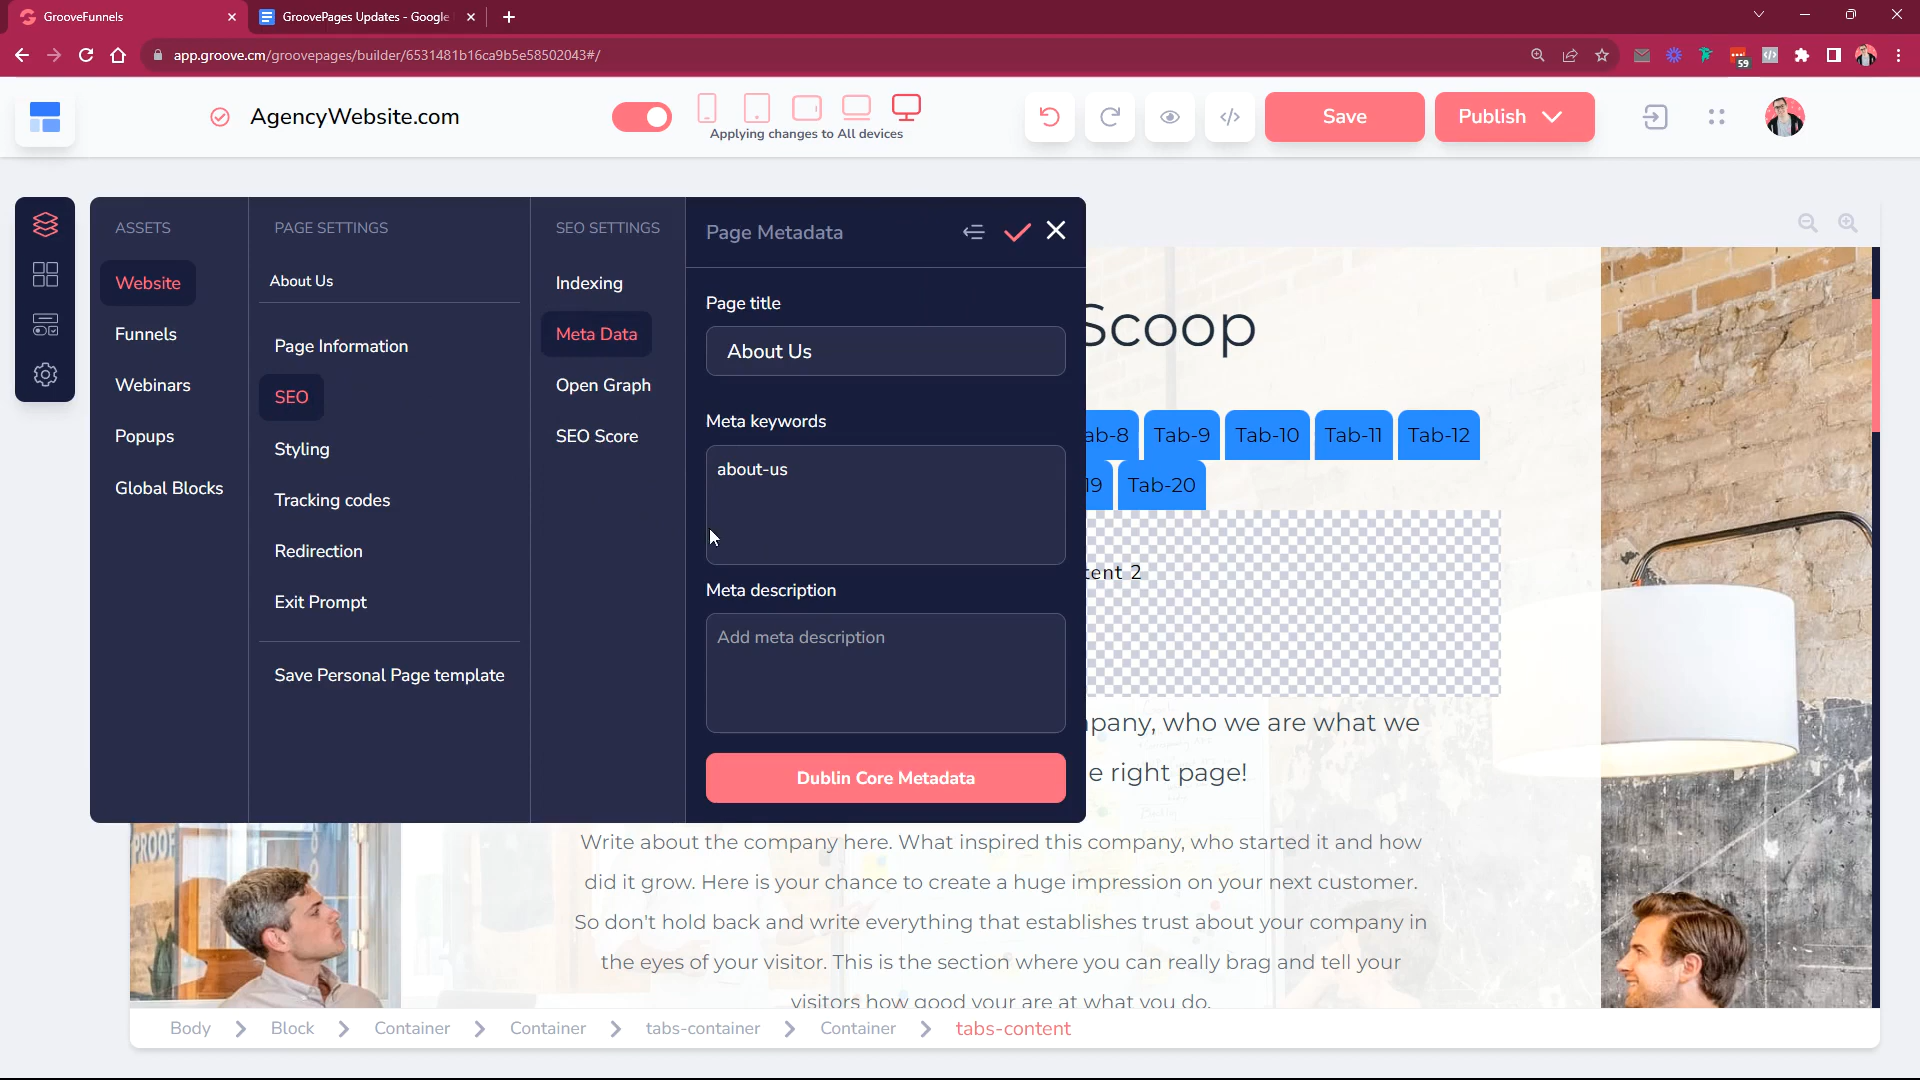 GrooveFunnels
GroovePages Updates - Google
app.groove.cm/groovepages/builder/6531481b16ca9b5e58502043#/
59
AgencyWebsite.com
Applying changes to All devices
Save
Publish
ASSETS
Website
Funnels
Webinars
Popups
Global Blocks
PAGE SETTINGS
About Us
Page Information
SEO
Styling
Tracking codes
Redirection
Exit Prompt
Save Personal Page template
SEO SETTINGS
Indexing
Meta Data
Open Graph
SEO Score
Page Metadata
Page title
About Us
Meta keywords
about-us
Meta description
Add meta description
Dublin Core Metadata
Scoop
ab-8 Tab-9 Tab-10 Tab-11 Tab-12
19 Tab-20
tent 2
mpany, who we are what we
e right page!
Write about the company here. What inspired this company, who started it and how
did it grow. Here is your chance to create a huge impression on your next customer.
So don't hold back and write everything that establishes trust about your company in
the eyes of your visitor. This is the section where you can really brag and tell your
visitors how good your are at what you do.
PROOF
Body Block Container Container tabs-container Container tabs-content